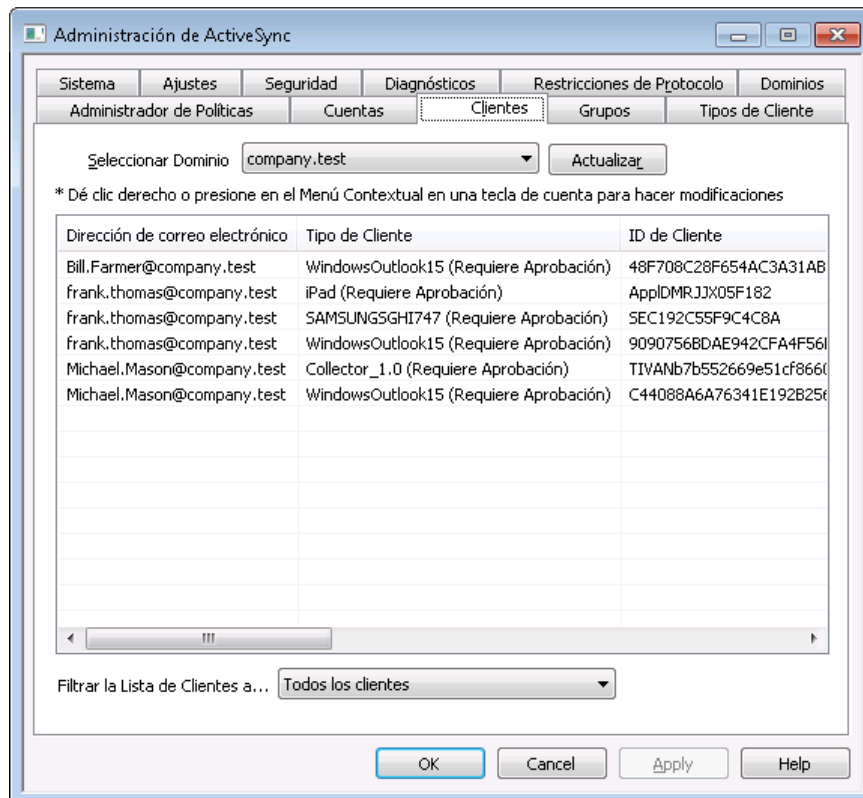 Administración de ActiveSync
Sistema Ajustes Seguridad Diagnósticos Restricciones de Protocolo Dominios
Administrador de Políticas Cuentas Clientes Grupos Tipos de Cliente
Seleccionar Dominio company.test Actualizar
* Dé clic derecho o presione en el Menú Contextual en una tecla de cuenta para hacer modificaciones
Dirección de correo electrónico Tipo de Cliente ID de Cliente
Bill.Farmer@company.test WindowsOutlook15 (Requiere Aprobación) 48F708C28F654AC3A31AB
frank.thomas@company.test iPad (Requiere Aprobación) ApplDMRJJX05F182
frank.thomas@company.test SAMSUNGSGHI747 (Requiere Aprobación) SEC192C55F9C4C8A
frank.thomas@company.test WindowsOutlook15 (Requiere Aprobación) 9090756BDAE942CFA4F56
Michael.Mason@company.test Collector_1.0 (Requiere Aprobación) TIVANb7b552669e51cf866
Michael.Mason@company.test WindowsOutlook15 (Requiere Aprobación) C44088A6A76341E192B256
Filtrar la Lista de Clientes a... Todos los clientes
OK Cancel Apply Help